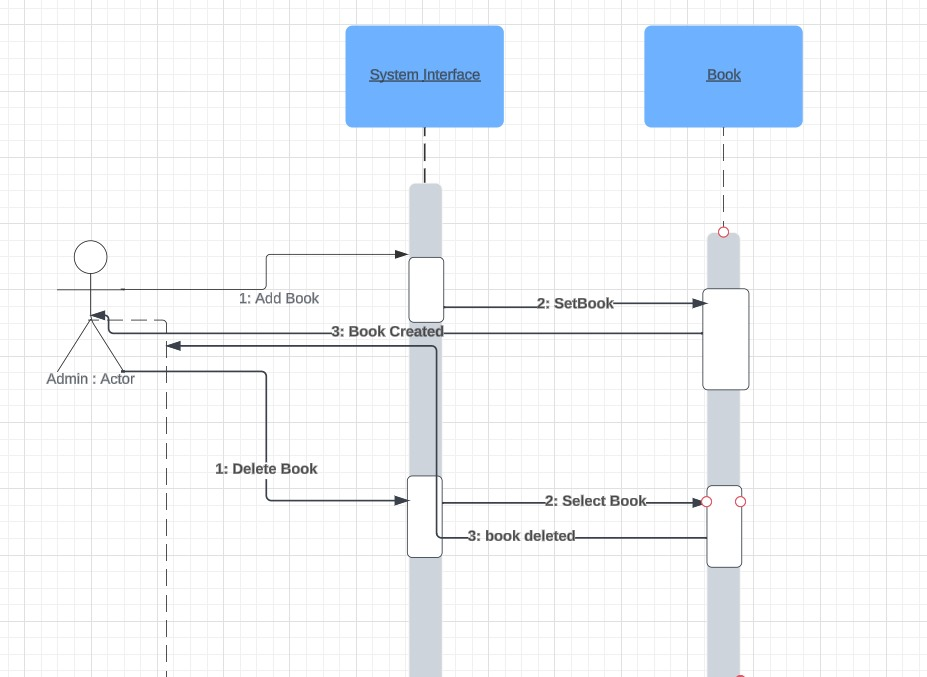 System Interface
Book
1: Add Book
2: SetBook
3: Book Created
Admin : Actor
1: Delete Book
2: Select Book
3: book deleted